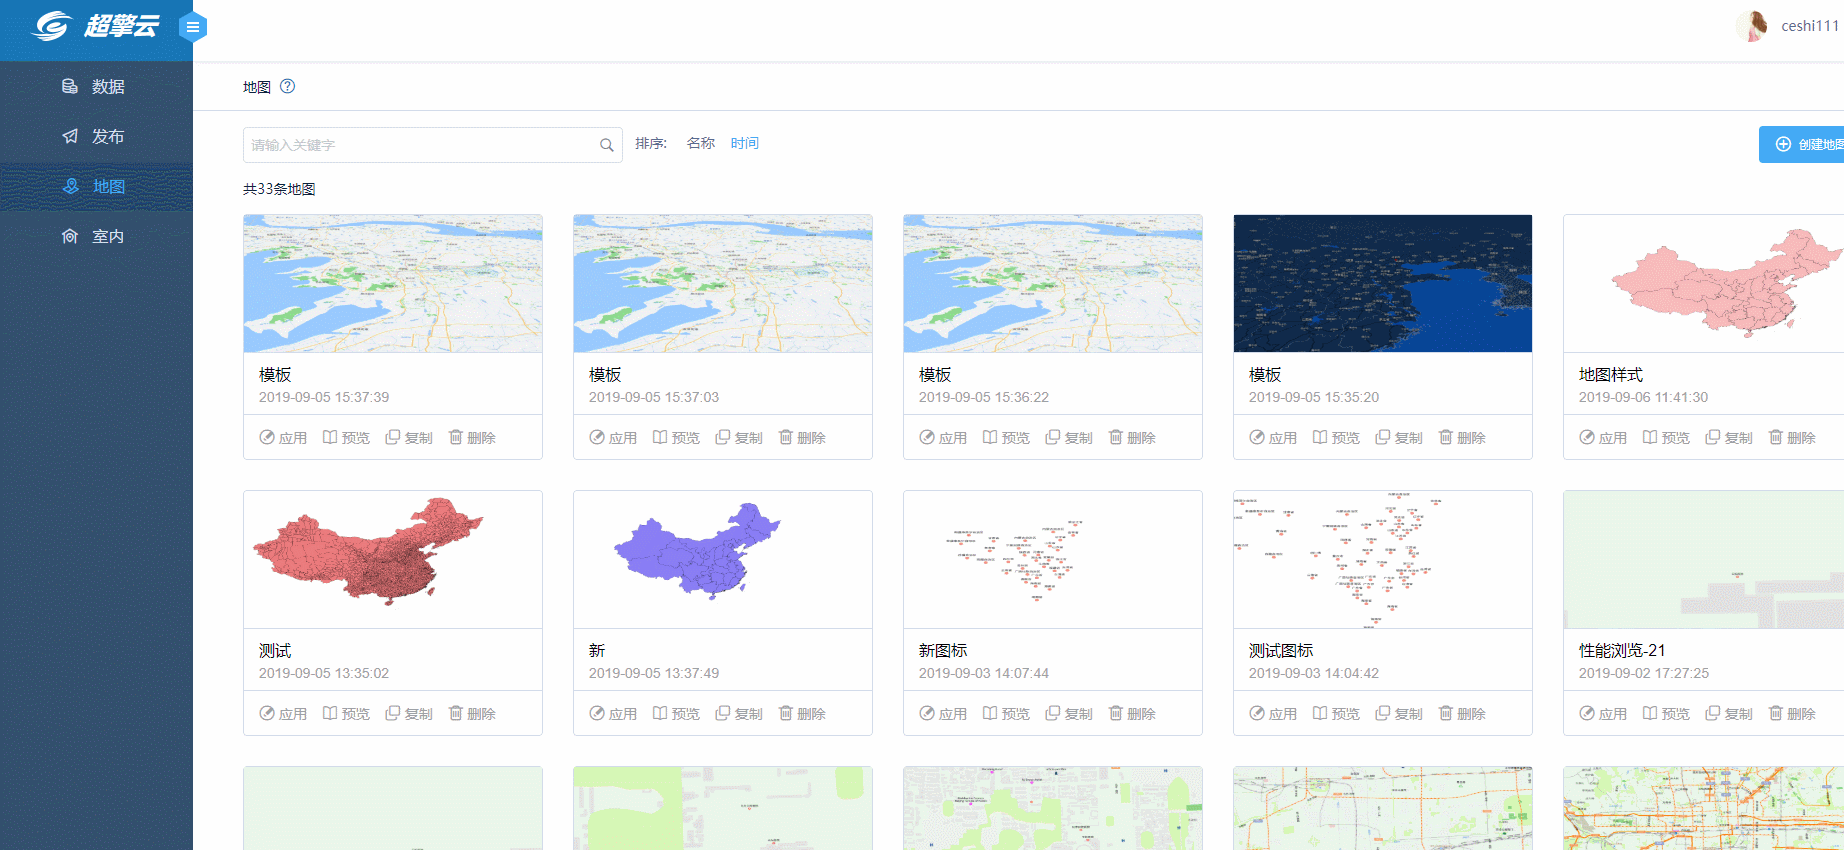 超擎云
ceshi111
数据
发布
地图
室内
地图
请输入关键字
排序: 名称 时间
创建地图
共33条地图
模板
2019-09-05 15:37:39
应用 预览 复制 删除
模板
2019-09-05 15:37:03
应用 预览 复制 删除
模板
2019-09-05 15:36:22
应用 预览 复制 删除
模板
2019-09-05 15:35:20
应用 预览 复制 删除
地图样式
2019-09-06 11:41:30
应用 预览 复制 删除
测试
2019-09-05 13:35:02
应用 预览 复制 删除
新
2019-09-05 13:37:49
应用 预览 复制 删除
新图标
2019-09-03 14:07:44
应用 预览 复制 删除
测试图标
2019-09-03 14:04:42
应用 预览 复制 删除
性能浏览-21
2019-09-02 17:27:25
应用 预览 复制 删除